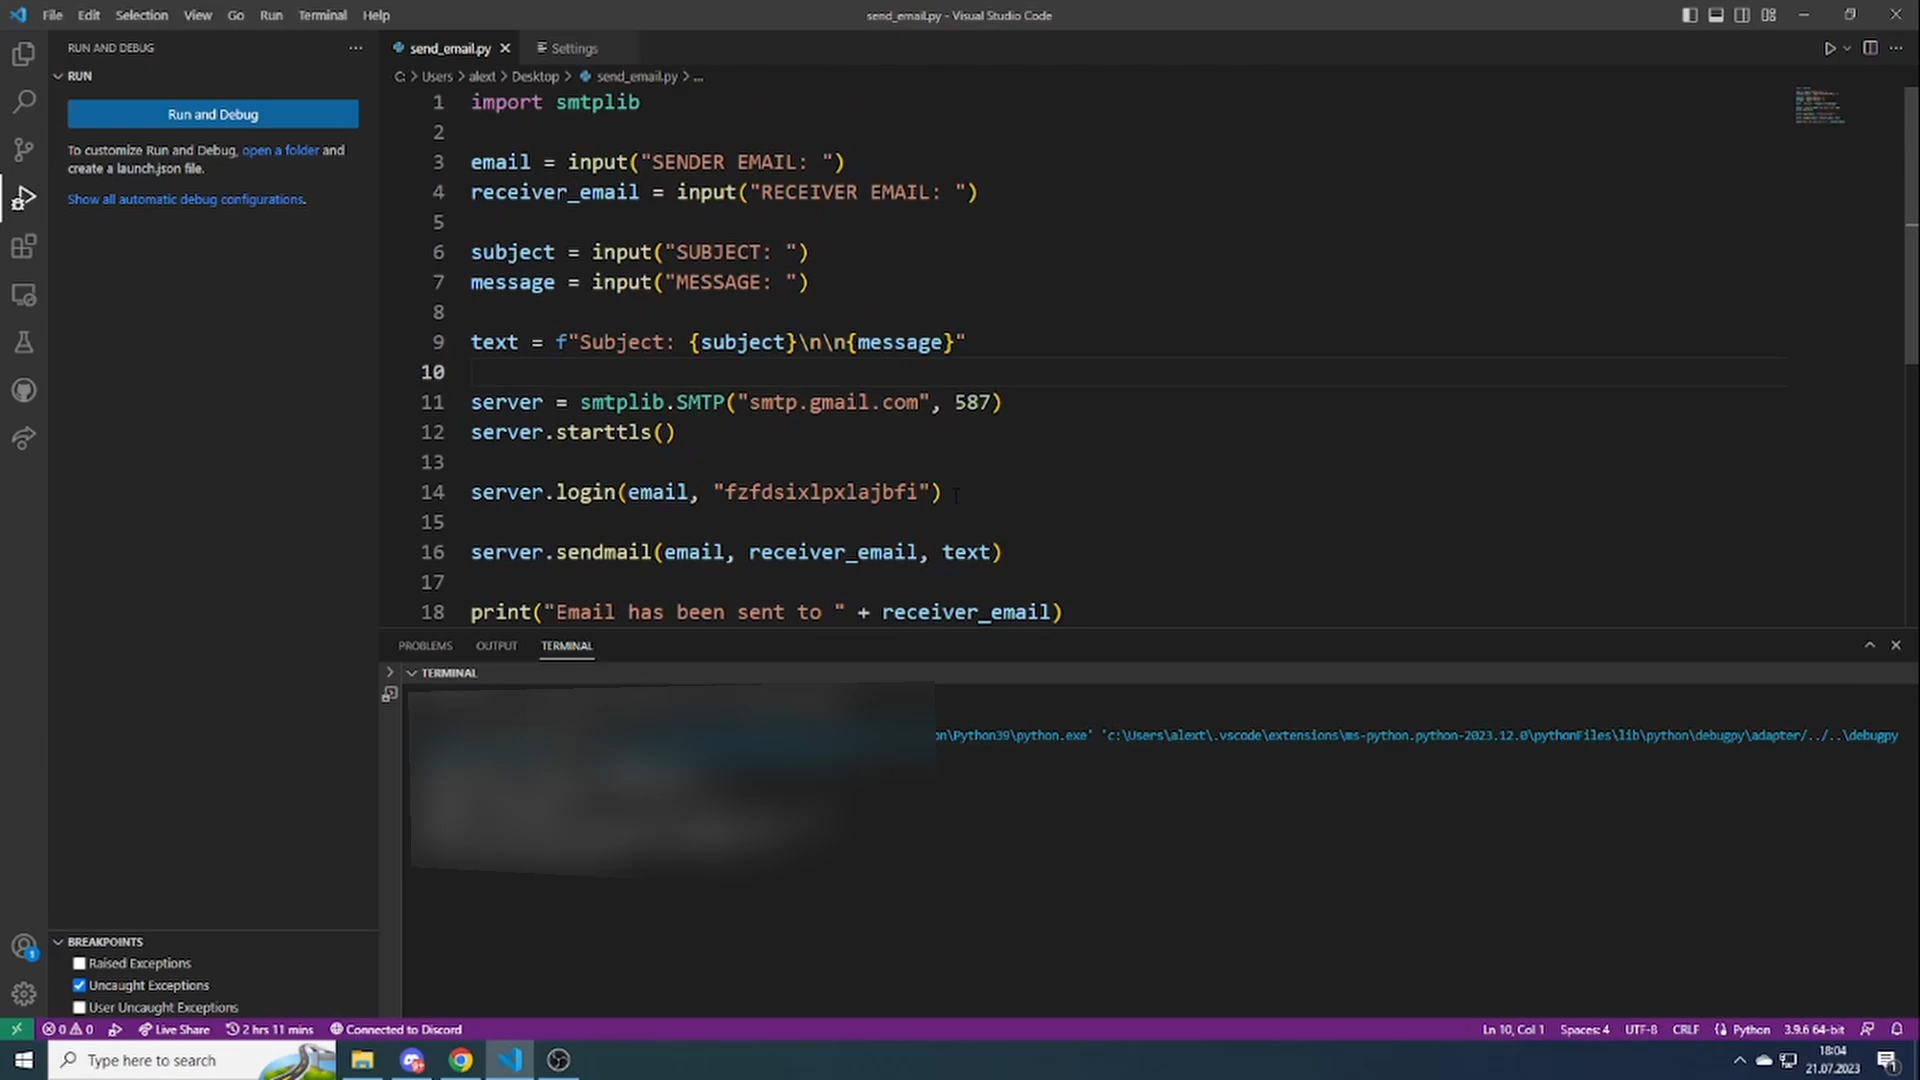 File Edit Selection View Go Run Terminal Help
send_email.py - Visual Studio Code
RUN AND DEBUG
RUN
Run and Debug
To customize Run and Debug, open a folder and
create a launch.json file.
Show all automatic debug configurations.
send_email.py
Settings
C: > Users > alext > Desktop > send_email.py > ...
1 import smtplib
2
3 email = input("SENDER EMAIL: ")
4 receiver_email = input("RECEIVER EMAIL: ")
5
6 subject = input("SUBJECT: ")
7 message = input("MESSAGE: ")
8
9 text = f"Subject: {subject}\n\n{message}"
10
11 server = smtplib.SMTP("smtp.gmail.com", 587)
12 server.starttls()
13
14 server.login(email, "fzfdsixlpxlajbfi")
15
16 server.sendmail(email, receiver_email, text)
17
18 print("Email has been sent to " + receiver_email)
PROBLEMS OUTPUT TERMINAL
TERMINAL
on\Python39\python.exe' 'c:\Users\alext\.vscode\extensions\ms-python.python-2023.12.0\pythonFiles\lib\python\debugpy\adapter/../..\debugpy
BREAKPOINTS
Raised Exceptions
Uncaught Exceptions
User Uncaught Exceptions
1
0 0 Live Share 2 hrs 11 mins Connected to Discord
Ln 10, Col 1 Spaces: 4 UTF-8 CRLF Python 3.9.6 64-bit
Type here to search
18:04
21.07.2023
1